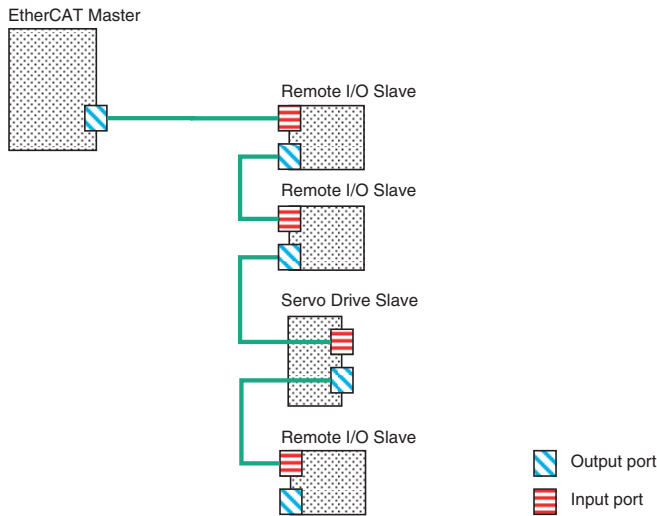 EtherCAT Master
Remote I/O Slave
Remote I/O Slave
Servo Drive Slave
Remote I/O Slave
Output port
Input port